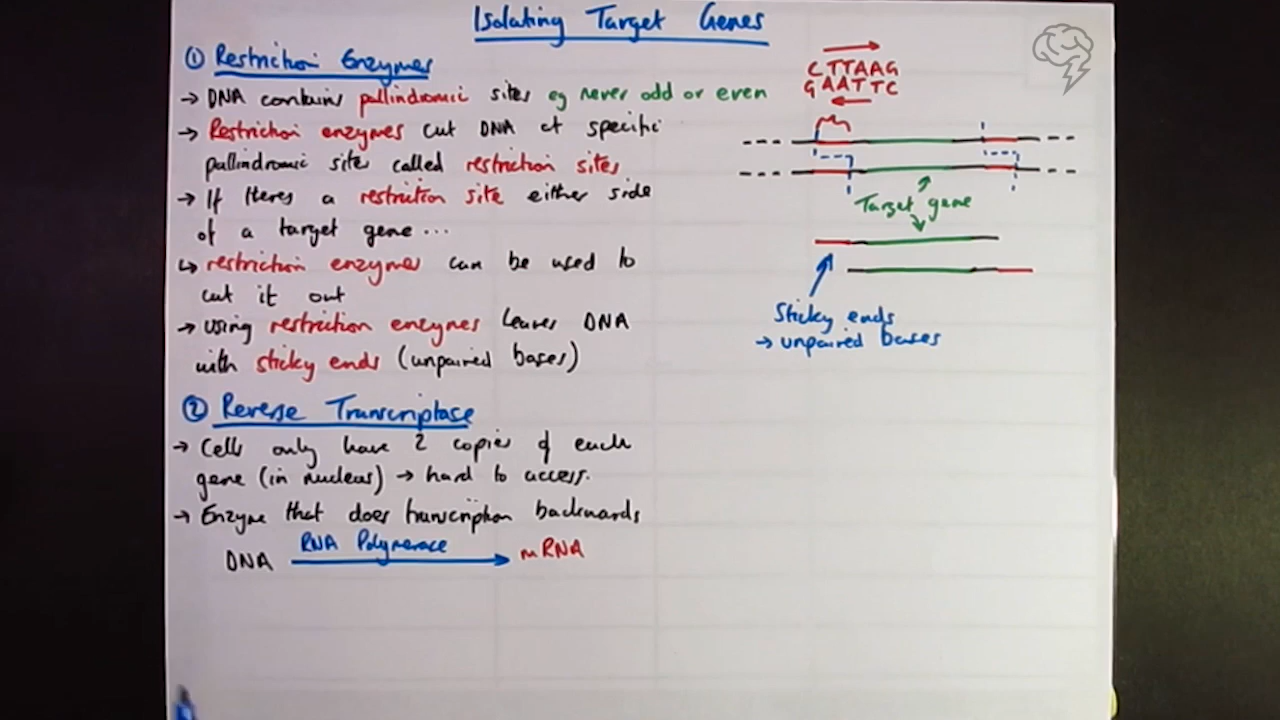 Isolating Target Genes
① Restriction Enzymes
→ DNA contains pallindromic sites eg never odd or even
→ Restriction enzymes cut DNA at specific
pallindromic site called restriction sites
→ If theres a restriction site either side
of a target gene ...
↳ restriction enzymes can be used to
cut it out
→ using restriction enzymes leaves DNA
with sticky ends (unpaired bases)
② Reverse Transcriptase
→ Cells only have 2 copies of each
gene (in nucleus) → hard to access.
→ Enzyme that does transcription backwards
RNA Polymerase
DNA → mRNA
CTTAAG
GAATTC
Target gene
Sticky ends
→ unpaired bases